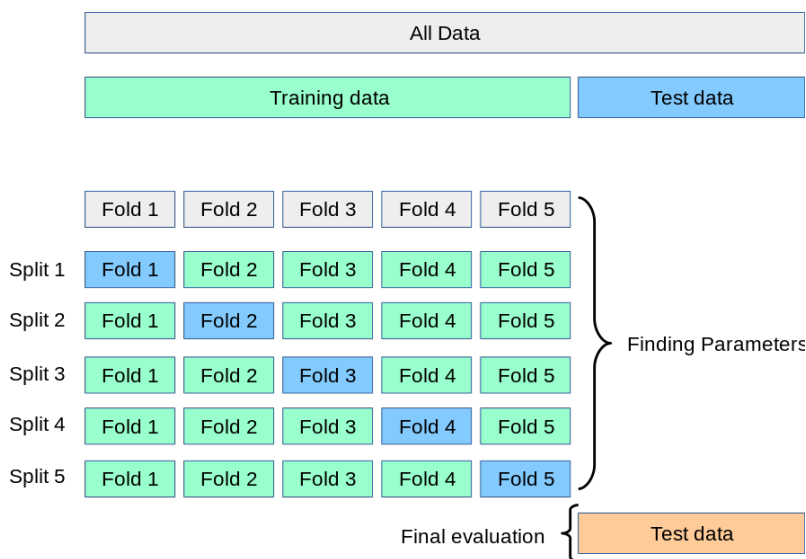 All Data
Training data Test data
Fold 1 Fold 2 Fold 3 Fold 4 Fold 5
Split 1 Fold 1 Fold 2 Fold 3 Fold 4 Fold 5
Split 2 Fold 1 Fold 2 Fold 3 Fold 4 Fold 5
Finding Parameters
Split 3 Fold 1 Fold 2 Fold 3 Fold 4 Fold 5
Split 4 Fold 1 Fold 2 Fold 3 Fold 4 Fold 5
Split 5 Fold 1 Fold 2 Fold 3 Fold 4 Fold 5
Final evaluation Test data